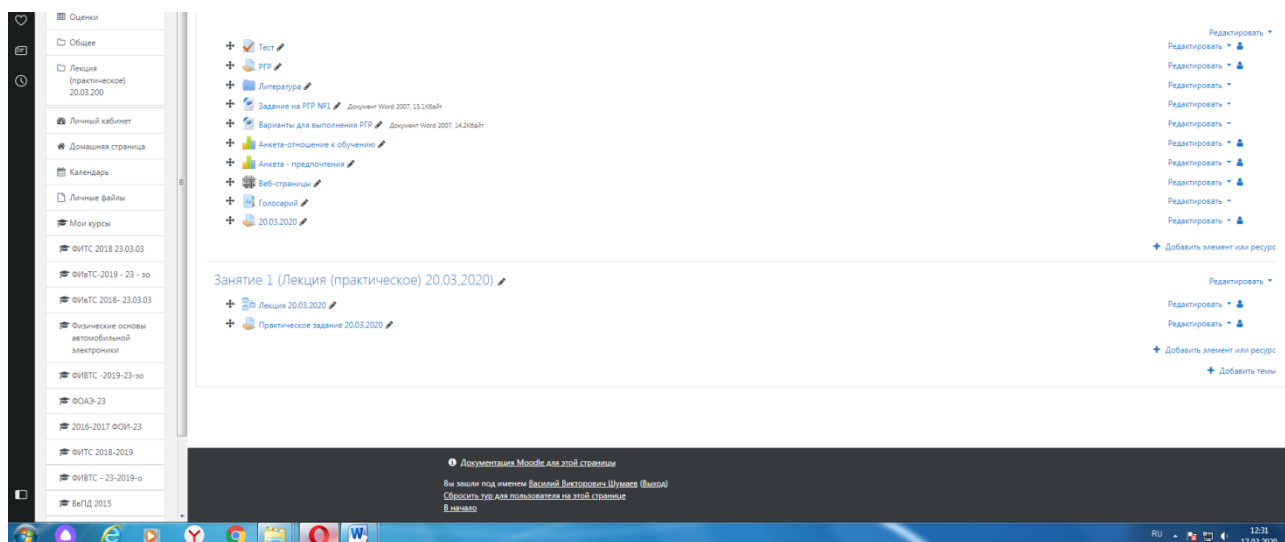 Оценки
Общее
Лекция
(практическое)
20.03.200
Личный кабинет
Домашняя страница
Календарь
Личные файлы
Мои курсы
ФИТС 2018 23.03.03
ФИвТС-2019 - 23 - зо
ФИвТС 2018- 23.03.03
Физические основы
автомобильной
электроники
ФИВТС -2019-23-зо
ФОАЭ-23
2016-2017 ФОИ-23
ФИТС 2018-2019
ФИВТС - 23-2019-о
ВвПД 2015
Редактировать
Тест Редактировать
РГР Редактировать
Литература Редактировать
Задание на РГР №1 Документ Word 2007, 15.1Кбайт Редактировать
Варианты для выполнения РГР Документ Word 2007, 14.2Кбайт Редактировать
Анкета-отношение к обучению Редактировать
Анкета - предпочтения Редактировать
Веб-страницы Редактировать
Голосарий Редактировать
20.03.2020 Редактировать
Добавить элемент или ресурс
Занятие 1 (Лекция (практическое) 20.03.2020) Редактировать
Лекция 20.03.2020 Редактировать
Практическое задание 20.03.2020 Редактировать
Добавить элемент или ресурс
Добавить темы
Документация Moodle для этой страницы
Вы зашли под именем Василий Викторович Шумаев (Выход)
Сбросить тур для пользователя на этой странице
В начало
RU 12:31
17.03.2020